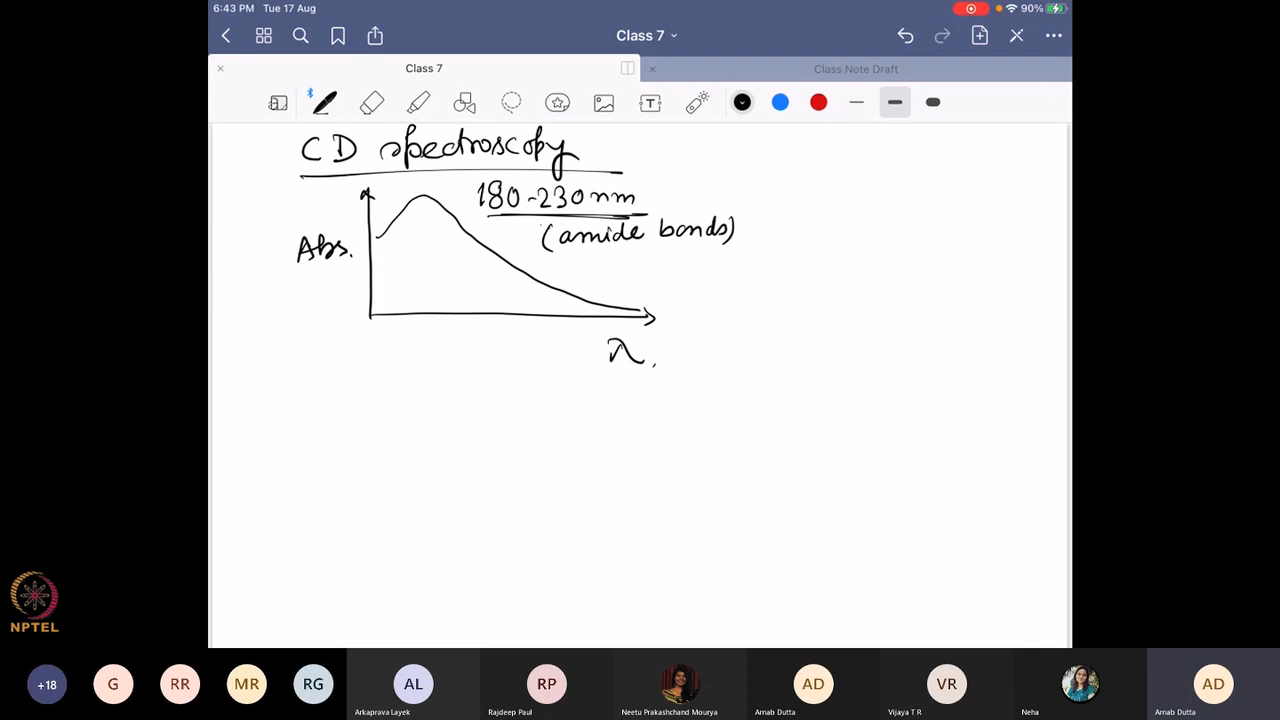 6:43 PM Tue 17 Aug
90%
Class 7
Class 7
Class Note Draft
T
CD spectroscopy
180-230nm
(amide bonds)
Abs.
λ.
NPTEL
+18
G
RR
MR
RG
AL
RP
AD
VR
AD
Arkaprava Layek
Rajdeep Paul
Neetu Prakashchand Mourya
Arnab Dutta
Vijaya T R
Neha
Arnab Dutta